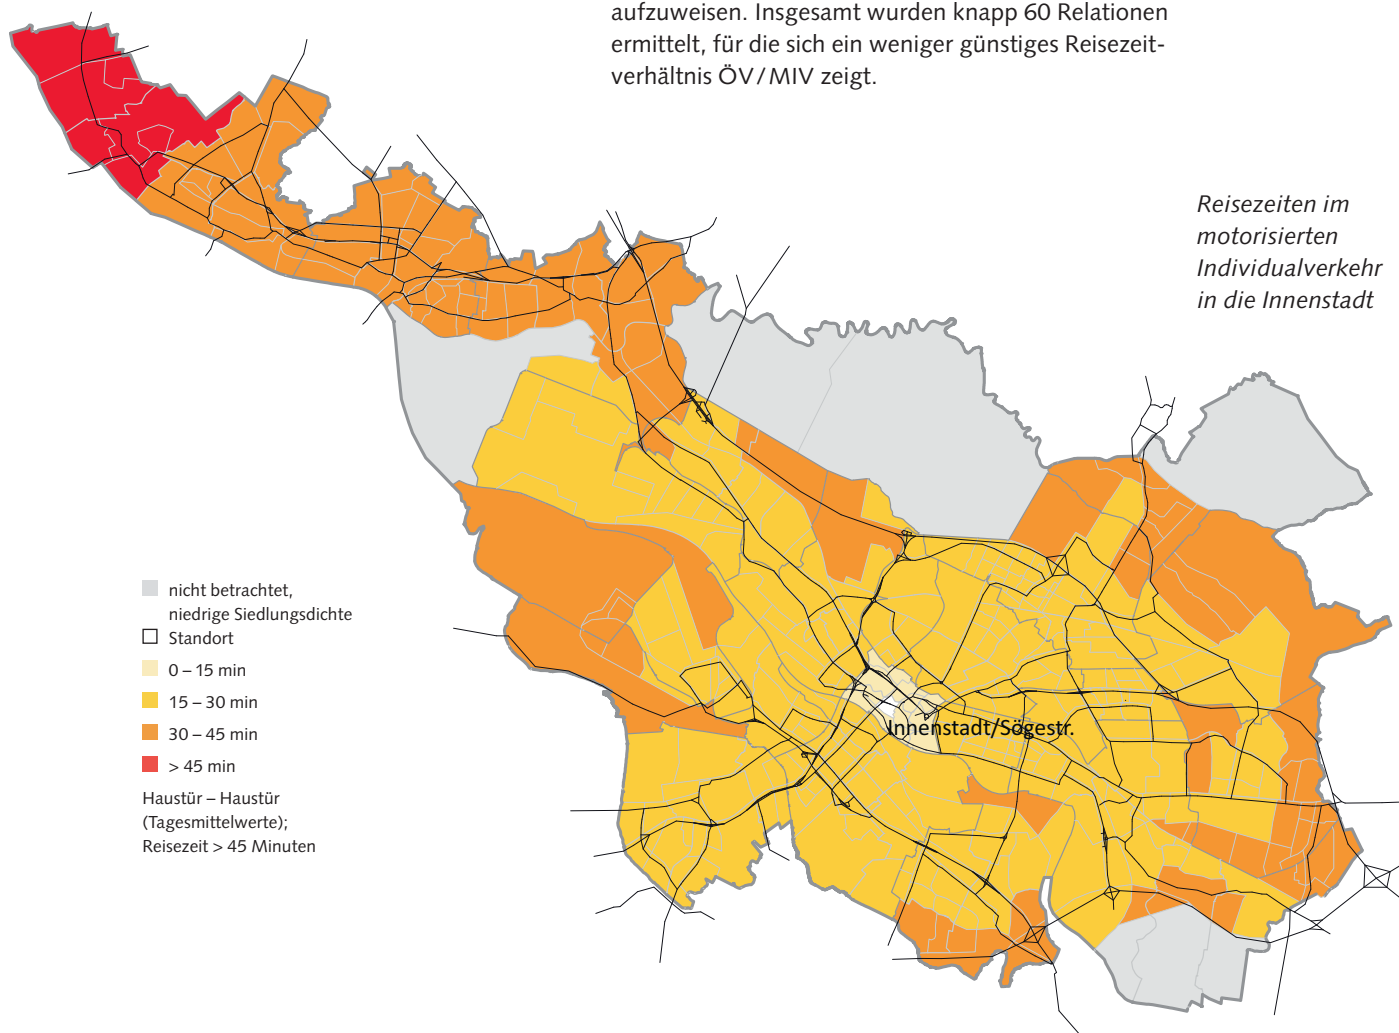 aufzuweisen. Insgesamt wurden knapp 60 Relationen
ermittelt, für die sich ein weniger günstiges Reisezeit-
verhältnis ÖV/MIV zeigt.
Reisezeiten im
motorisierten
Individualverkehr
in die Innenstadt
nicht betrachtet,
niedrige Siedlungsdichte
Standort
0 – 15 min
15 – 30 min
30 – 45 min
> 45 min
Haustür – Haustür
(Tagesmittelwerte);
Reisezeit > 45 Minuten
Innenstadt/Sögestr.